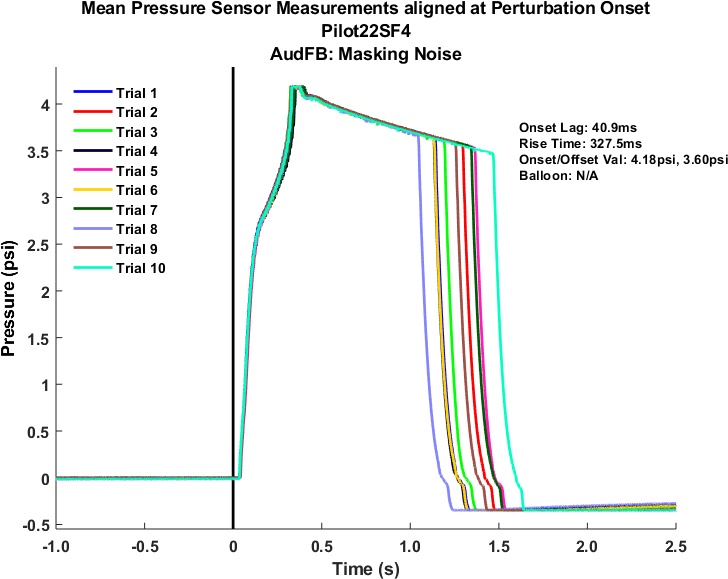 Mean Pressure Sensor Measurements aligned at Perturbation Onset
Pilot22SF4
AudFB: Masking Noise
Trial 1
Trial 2
Trial 3
Trial 4
Trial 5
Trial 6
Trial 7
Trial 8
Trial 9
Trial 10
Onset Lag: 40.9ms
Rise Time: 327.5ms
Onset/Offset Val: 4.18psi, 3.60psi
Balloon: N/A
Pressure (psi)
4
3.5
3
2.5
2
1.5
1
0.5
0
-0.5
-1.0 -0.5 0 0.5 1.0 1.5 2.0 2.5
Time (s)